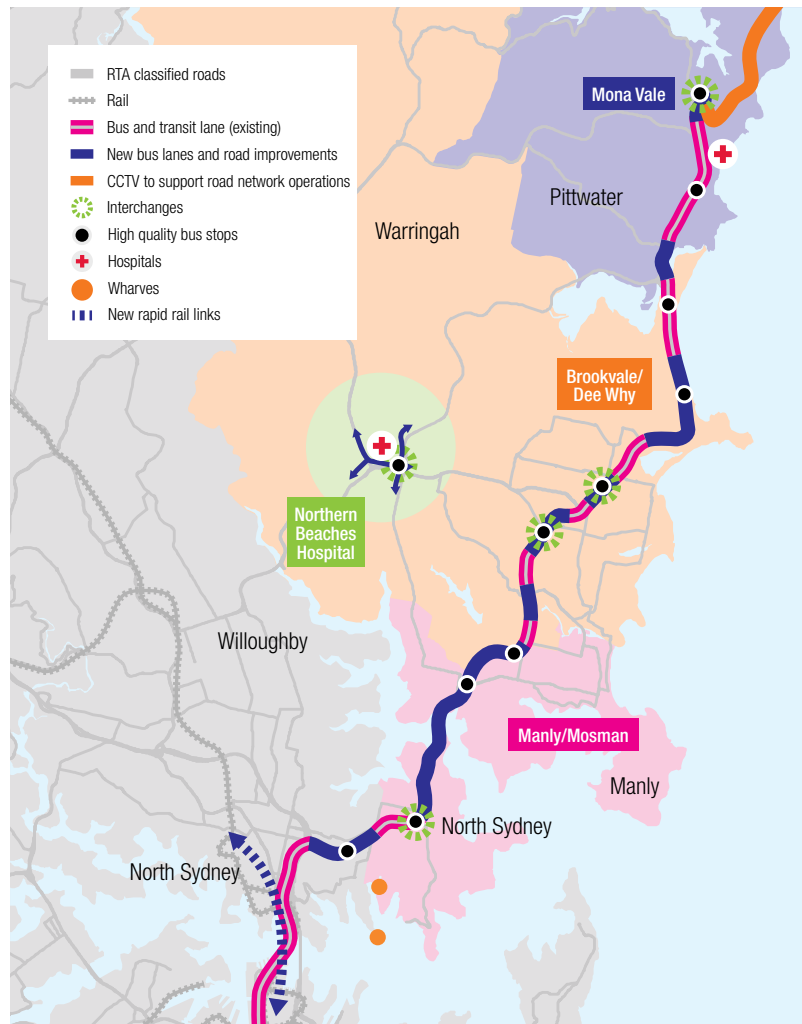 RTA classified roads
Rail
Bus and transit lane (existing)
New bus lanes and road improvements
CCTV to support road network operations
Interchanges
High quality bus stops
Hospitals
Wharves
New rapid rail links
Mona Vale
Pittwater
Warringah
Brookvale/
Dee Why
Northern
Beaches
Hospital
Willoughby
Manly/Mosman
Manly
North Sydney
North Sydney